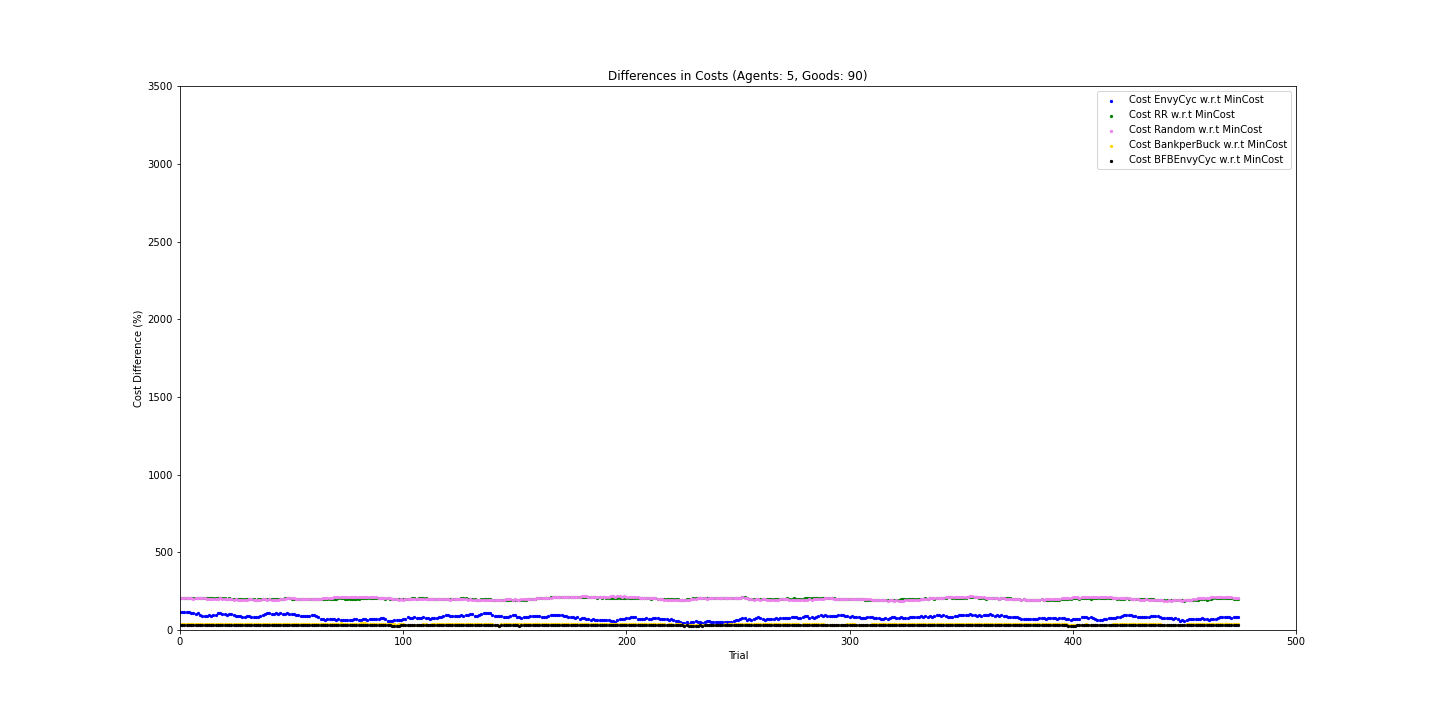 Differences in Costs (Agents: 5, Goods: 90)
3500
3000
2500
2000
1500
1000
500
0
Cost Difference (%)
Cost EnvyCyc w.r.t MinCost
Cost RR w.r.t MinCost
Cost Random w.r.t MinCost
Cost BankperBuck w.r.t MinCost
Cost BFBEnvyCyc w.r.t MinCost
0 100 200 300 400 500
Trial